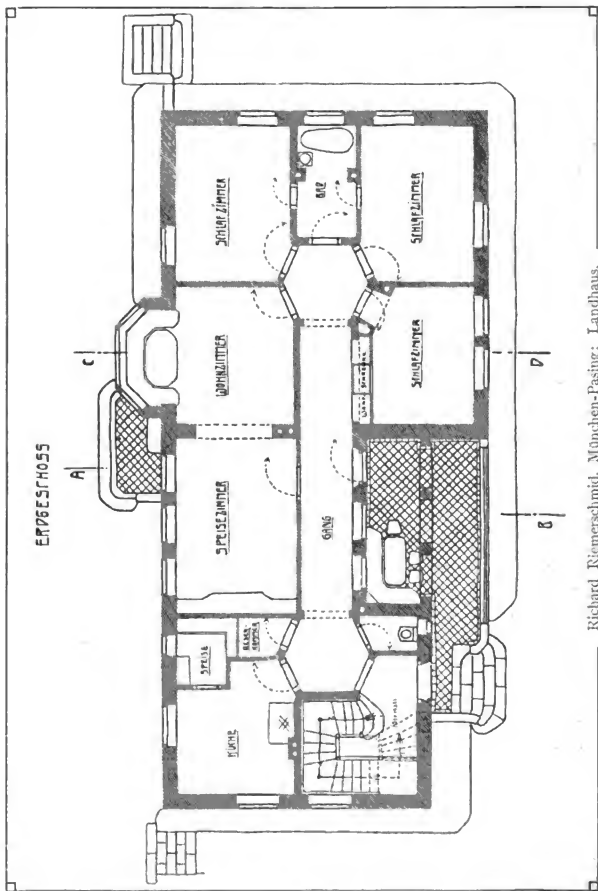 ERDGESCHOSS
A
C
SCHLAFZIMMER
BAD
SCHLAFZIMMER
WOHNZIMMER
SCHLAFZIMMER
SPEISEZIMMER
GANG
SPEISE
KÜCHE
B
D
Richard Riemerschmid, München-Pasing: Landhaus.